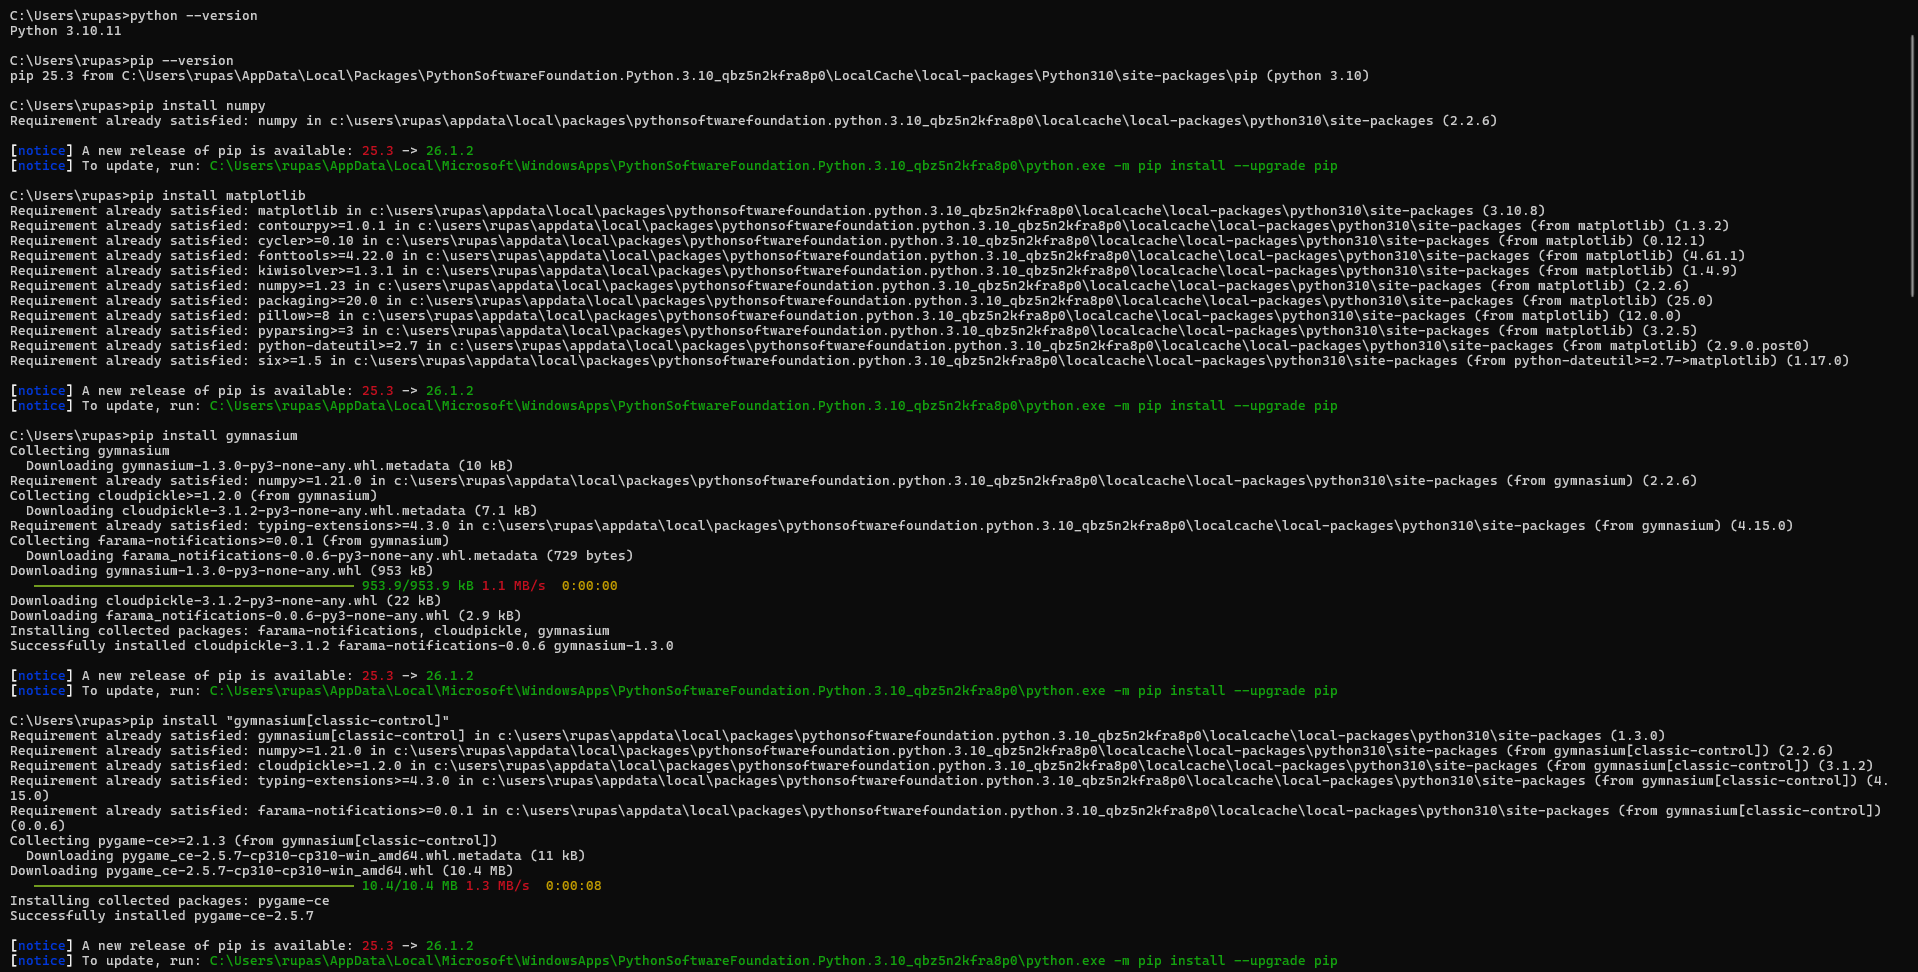 C:\Users\rupas>python --version
Python 3.10.11
C:\Users\rupas>pip --version
pip 25.3 from C:\Users\rupas\AppData\Local\Packages\PythonSoftwareFoundation.Python.3.10_qbz5n2kfra8p0\LocalCache\local-packages\Python310\site-packages\pip (python 3.10)
C:\Users\rupas>pip install numpy
Requirement already satisfied: numpy in c:\users\rupas\appdata\local\packages\pythonsoftwarefoundation.python.3.10_qbz5n2kfra8p0\localcache\local-packages\python310\site-packages (2.2.6)
[notice] A new release of pip is available: 25.3 -> 26.1.2
[notice] To update, run: C:\Users\rupas\AppData\Local\Microsoft\WindowsApps\PythonSoftwareFoundation.Python.3.10_qbz5n2kfra8p0\python.exe -m pip install --upgrade pip
C:\Users\rupas>pip install matplotlib
Requirement already satisfied: matplotlib in c:\users\rupas\appdata\local\packages\pythonsoftwarefoundation.python.3.10_qbz5n2kfra8p0\localcache\local-packages\python310\site-packages (3.10.8)
Requirement already satisfied: contourpy>=1.0.1 in c:\users\rupas\appdata\local\packages\pythonsoftwarefoundation.python.3.10_qbz5n2kfra8p0\localcache\local-packages\python310\site-packages (from matplotlib) (1.3.2)
Requirement already satisfied: cycler>=0.10 in c:\users\rupas\appdata\local\packages\pythonsoftwarefoundation.python.3.10_qbz5n2kfra8p0\localcache\local-packages\python310\site-packages (from matplotlib) (0.12.1)
Requirement already satisfied: fonttools>=4.22.0 in c:\users\rupas\appdata\local\packages\pythonsoftwarefoundation.python.3.10_qbz5n2kfra8p0\localcache\local-packages\python310\site-packages (from matplotlib) (4.61.1)
Requirement already satisfied: kiwisolver>=1.3.1 in c:\users\rupas\appdata\local\packages\pythonsoftwarefoundation.python.3.10_qbz5n2kfra8p0\localcache\local-packages\python310\site-packages (from matplotlib) (1.4.9)
Requirement already satisfied: numpy>=1.23 in c:\users\rupas\appdata\local\packages\pythonsoftwarefoundation.python.3.10_qbz5n2kfra8p0\localcache\local-packages\python310\site-packages (from matplotlib) (2.2.6)
Requirement already satisfied: packaging>=20.0 in c:\users\rupas\appdata\local\packages\pythonsoftwarefoundation.python.3.10_qbz5n2kfra8p0\localcache\local-packages\python310\site-packages (from matplotlib) (25.0)
Requirement already satisfied: pillow>=8 in c:\users\rupas\appdata\local\packages\pythonsoftwarefoundation.python.3.10_qbz5n2kfra8p0\localcache\local-packages\python310\site-packages (from matplotlib) (12.0.0)
Requirement already satisfied: pyparsing>=3 in c:\users\rupas\appdata\local\packages\pythonsoftwarefoundation.python.3.10_qbz5n2kfra8p0\localcache\local-packages\python310\site-packages (from matplotlib) (3.2.5)
Requirement already satisfied: python-dateutil>=2.7 in c:\users\rupas\appdata\local\packages\pythonsoftwarefoundation.python.3.10_qbz5n2kfra8p0\localcache\local-packages\python310\site-packages (from matplotlib) (2.9.0.post0)
Requirement already satisfied: six>=1.5 in c:\users\rupas\appdata\local\packages\pythonsoftwarefoundation.python.3.10_qbz5n2kfra8p0\localcache\local-packages\python310\site-packages (from python-dateutil>=2.7->matplotlib) (1.17.0)
[notice] A new release of pip is available: 25.3 -> 26.1.2
[notice] To update, run: C:\Users\rupas\AppData\Local\Microsoft\WindowsApps\PythonSoftwareFoundation.Python.3.10_qbz5n2kfra8p0\python.exe -m pip install --upgrade pip
C:\Users\rupas>pip install gymnasium
Collecting gymnasium
  Downloading gymnasium-1.3.0-py3-none-any.whl.metadata (10 kB)
Requirement already satisfied: numpy>=1.21.0 in c:\users\rupas\appdata\local\packages\pythonsoftwarefoundation.python.3.10_qbz5n2kfra8p0\localcache\local-packages\python310\site-packages (from gymnasium) (2.2.6)
Collecting cloudpickle>=1.2.0 (from gymnasium)
  Downloading cloudpickle-3.1.2-py3-none-any.whl.metadata (7.1 kB)
Requirement already satisfied: typing-extensions>=4.3.0 in c:\users\rupas\appdata\local\packages\pythonsoftwarefoundation.python.3.10_qbz5n2kfra8p0\localcache\local-packages\python310\site-packages (from gymnasium) (4.15.0)
Collecting farama-notifications>=0.0.1 (from gymnasium)
  Downloading farama_notifications-0.0.6-py3-none-any.whl.metadata (729 bytes)
Downloading gymnasium-1.3.0-py3-none-any.whl (953 kB)
953.9/953.9 kB 1.1 MB/s  0:00:00
Downloading cloudpickle-3.1.2-py3-none-any.whl (22 kB)
Downloading farama_notifications-0.0.6-py3-none-any.whl (2.9 kB)
Installing collected packages: farama-notifications, cloudpickle, gymnasium
Successfully installed cloudpickle-3.1.2 farama-notifications-0.0.6 gymnasium-1.3.0
[notice] A new release of pip is available: 25.3 -> 26.1.2
[notice] To update, run: C:\Users\rupas\AppData\Local\Microsoft\WindowsApps\PythonSoftwareFoundation.Python.3.10_qbz5n2kfra8p0\python.exe -m pip install --upgrade pip
C:\Users\rupas>pip install "gymnasium[classic-control]"
Requirement already satisfied: gymnasium[classic-control] in c:\users\rupas\appdata\local\packages\pythonsoftwarefoundation.python.3.10_qbz5n2kfra8p0\localcache\local-packages\python310\site-packages (1.3.0)
Requirement already satisfied: numpy>=1.21.0 in c:\users\rupas\appdata\local\packages\pythonsoftwarefoundation.python.3.10_qbz5n2kfra8p0\localcache\local-packages\python310\site-packages (from gymnasium[classic-control]) (2.2.6)
Requirement already satisfied: cloudpickle>=1.2.0 in c:\users\rupas\appdata\local\packages\pythonsoftwarefoundation.python.3.10_qbz5n2kfra8p0\localcache\local-packages\python310\site-packages (from gymnasium[classic-control]) (3.1.2)
Requirement already satisfied: typing-extensions>=4.3.0 in c:\users\rupas\appdata\local\packages\pythonsoftwarefoundation.python.3.10_qbz5n2kfra8p0\localcache\local-packages\python310\site-packages (from gymnasium[classic-control]) (4.
15.0)
Requirement already satisfied: farama-notifications>=0.0.1 in c:\users\rupas\appdata\local\packages\pythonsoftwarefoundation.python.3.10_qbz5n2kfra8p0\localcache\local-packages\python310\site-packages (from gymnasium[classic-control])
(0.0.6)
Collecting pygame-ce>=2.1.3 (from gymnasium[classic-control])
  Downloading pygame_ce-2.5.7-cp310-cp310-win_amd64.whl.metadata (11 kB)
Downloading pygame_ce-2.5.7-cp310-cp310-win_amd64.whl (10.4 MB)
10.4/10.4 MB 1.3 MB/s  0:00:08
Installing collected packages: pygame-ce
Successfully installed pygame-ce-2.5.7
[notice] A new release of pip is available: 25.3 -> 26.1.2
[notice] To update, run: C:\Users\rupas\AppData\Local\Microsoft\WindowsApps\PythonSoftwareFoundation.Python.3.10_qbz5n2kfra8p0\python.exe -m pip install --upgrade pip